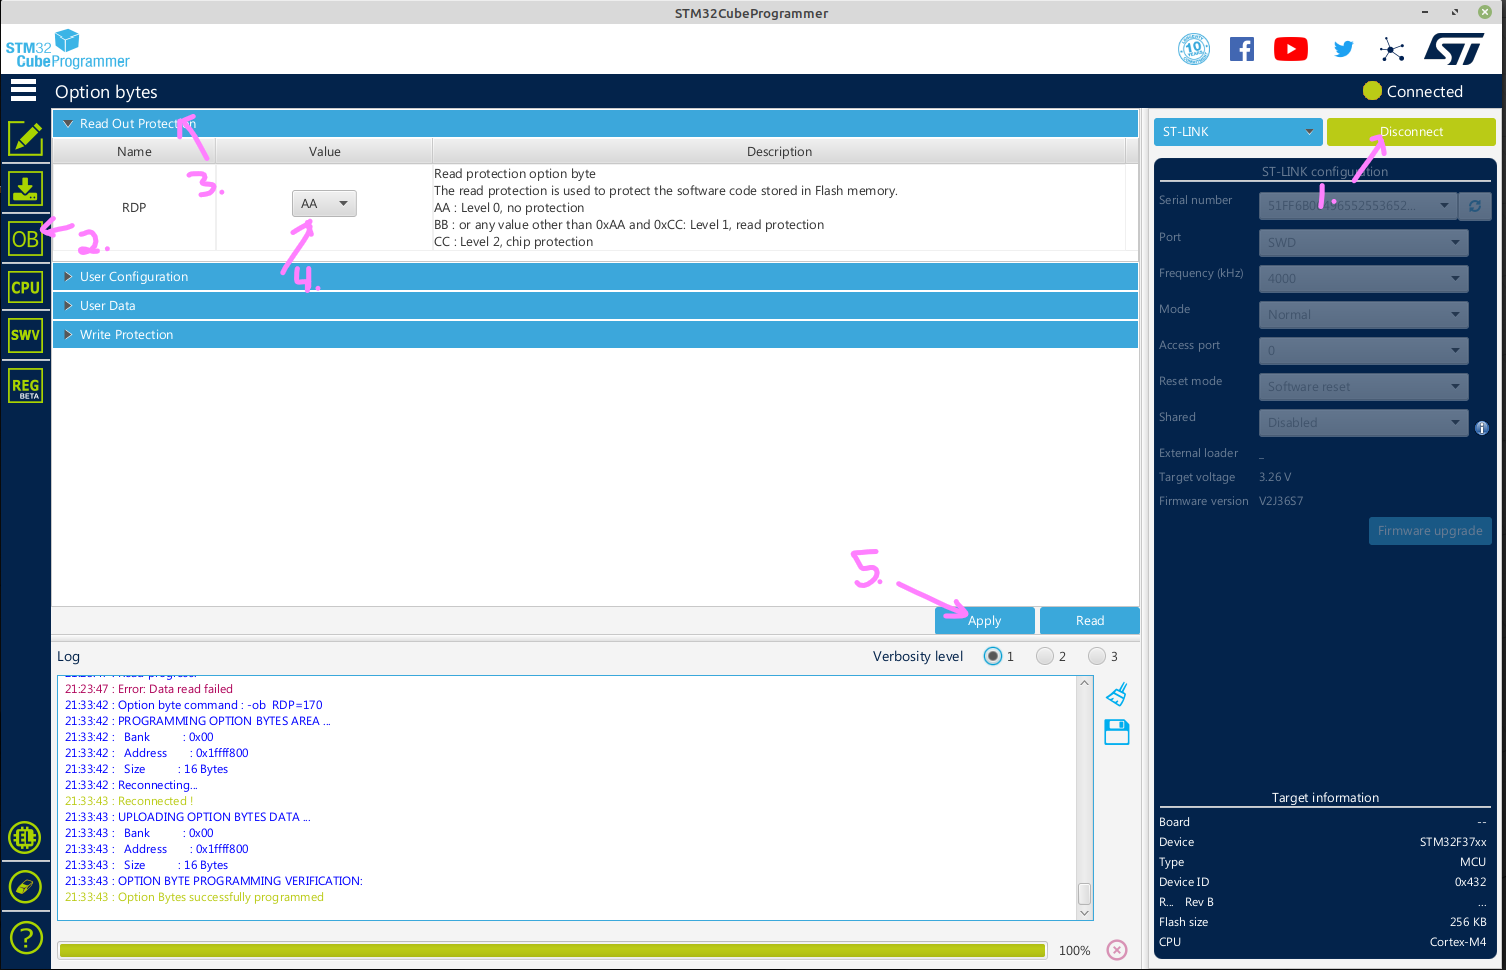 STM32CubeProgrammer
STM32
CubeProgrammer
10
Option bytes
Connected
Read Out Protection
3.
Name
Value
Description
RDP
AA
Read protection option byte
The read protection is used to protect the software code stored in Flash memory.
AA : Level 0, no protection
BB : or any value other than 0xAA and 0xCC: Level 1, read protection
CC : Level 2, chip protection
4.
User Configuration
User Data
Write Protection
OB
2.
CPU
SWV
REG
BETA
5.
Apply
Read
Log
Verbosity level
1
2
3
21:23:47 : Error: Data read failed
21:33:42 : Option byte command : -ob RDP=170
21:33:42 : PROGRAMMING OPTION BYTES AREA ...
21:33:42 : Bank : 0x00
21:33:42 : Address : 0x1ffff800
21:33:42 : Size : 16 Bytes
21:33:42 : Reconnecting...
21:33:43 : Reconnected !
21:33:43 : UPLOADING OPTION BYTES DATA ...
21:33:43 : Bank : 0x00
21:33:43 : Address : 0x1ffff800
21:33:43 : Size : 16 Bytes
21:33:43 : OPTION BYTE PROGRAMMING VERIFICATION:
21:33:43 : Option Bytes successfully programmed
100%
ST-LINK
Disconnect
1.
ST-LINK configuration
Serial number
Port SWD
Frequency (kHz) 4000
Mode Normal
Access port 0
Reset mode Software reset
Shared Disabled
External loader _
Target voltage 3.26 V
Firmware version V2J36S7
Firmware upgrade
Target information
Board --
Device STM32F37xx
Type MCU
Device ID 0x432
R... Rev B ...
Flash size 256 KB
CPU Cortex-M4